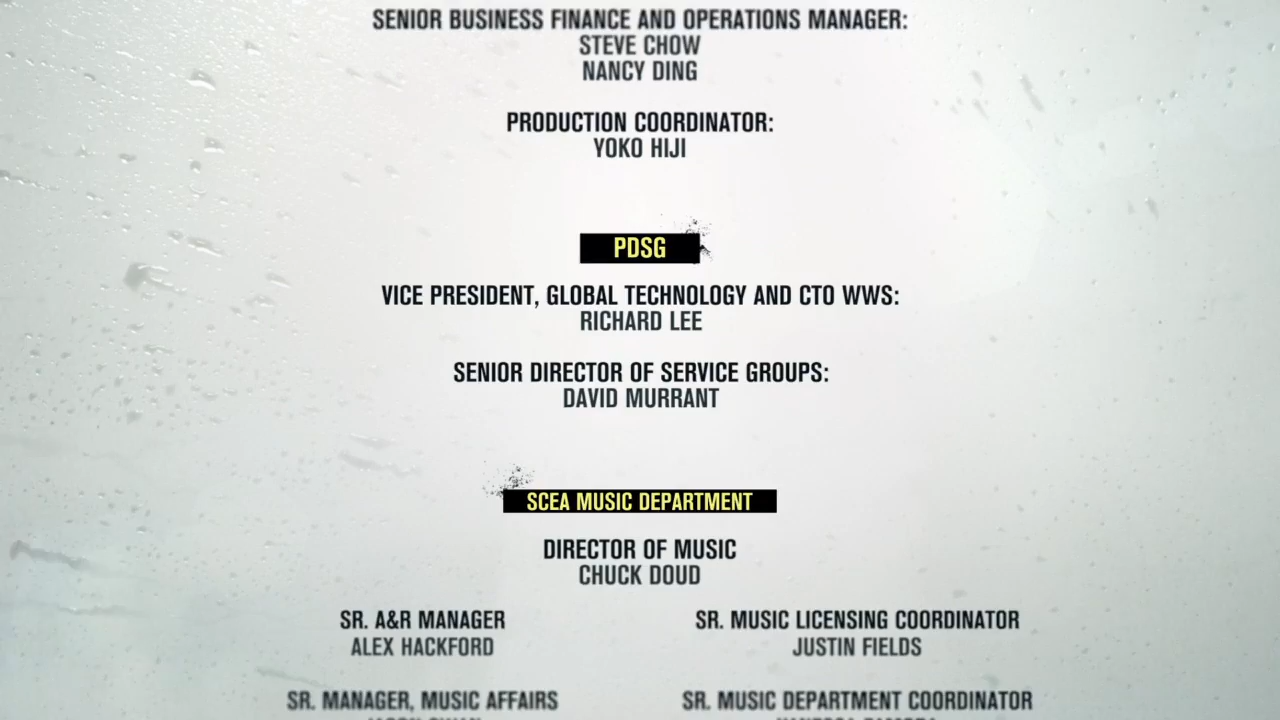 SENIOR BUSINESS FINANCE AND OPERATIONS MANAGER:
STEVE CHOW
NANCY DING
PRODUCTION COORDINATOR:
YOKO HIJI
PDSG
VICE PRESIDENT, GLOBAL TECHNOLOGY AND CTO WWS:
RICHARD LEE
SENIOR DIRECTOR OF SERVICE GROUPS:
DAVID MURRANT
SCEA MUSIC DEPARTMENT
DIRECTOR OF MUSIC
CHUCK DOUD
SR. A&R MANAGER
ALEX HACKFORD
SR. MUSIC LICENSING COORDINATOR
JUSTIN FIELDS
SR. MANAGER, MUSIC AFFAIRS
SR. MUSIC DEPARTMENT COORDINATOR